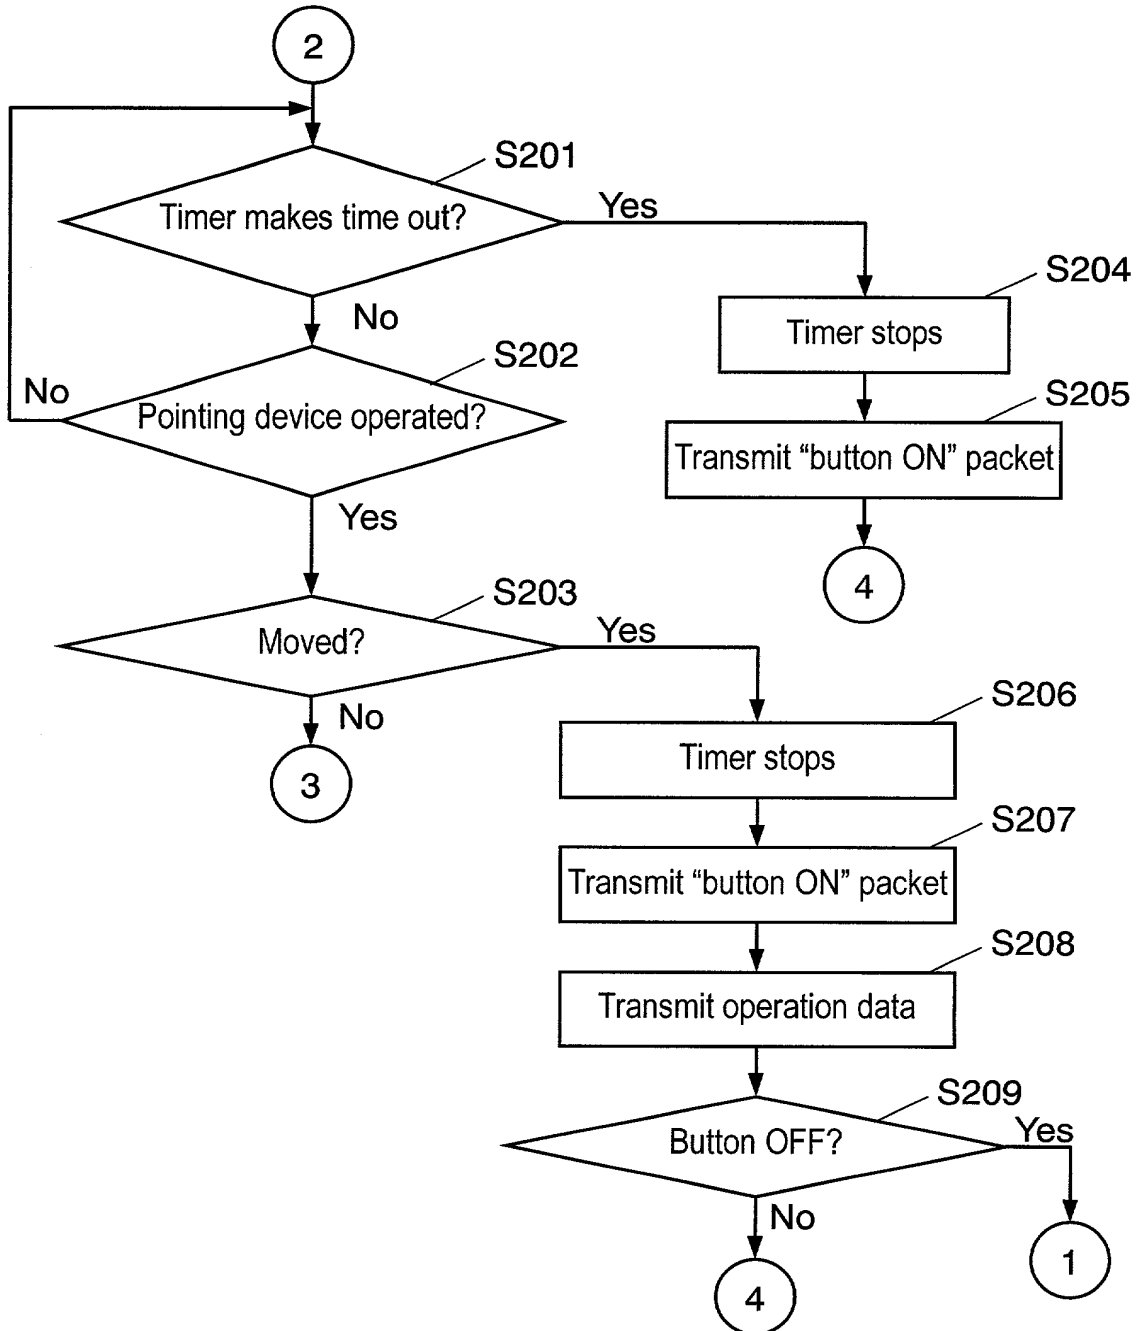 2
S201
Timer makes time out?
Yes
S204
Timer stops
No
S202
Pointing device operated?
No
S205
Transmit “button ON” packet
Yes
4
S203
Moved?
Yes
No
S206
Timer stops
3
S207
Transmit “button ON” packet
S208
Transmit operation data
S209
Button OFF?
Yes
No
1
4